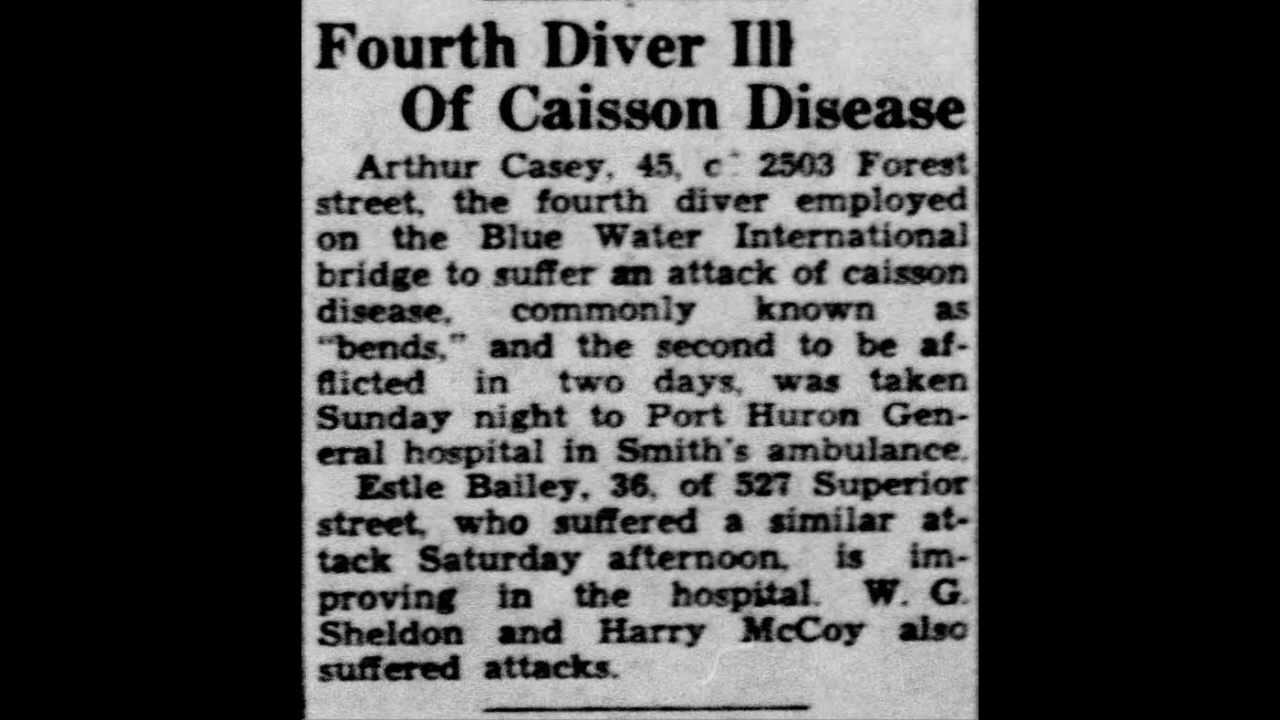 Fourth Diver Ill
Of Caisson Disease
Arthur Casey, 45, 2503 Forest
street, the fourth diver employed
on the Blue Water International
bridge to suffer an attack of caisson
disease, commonly known as
"bends," and the second to be af-
flicted in two days, was taken
Sunday night to Port Huron Gen-
eral hospital in Smith's ambulance.
Estle Bailey, 36, of 527 Superior
street, who suffered a similar at-
tack Saturday afternoon, is im-
proving in the hospital. W. G.
Sheldon and Harry McCoy also
suffered attacks.